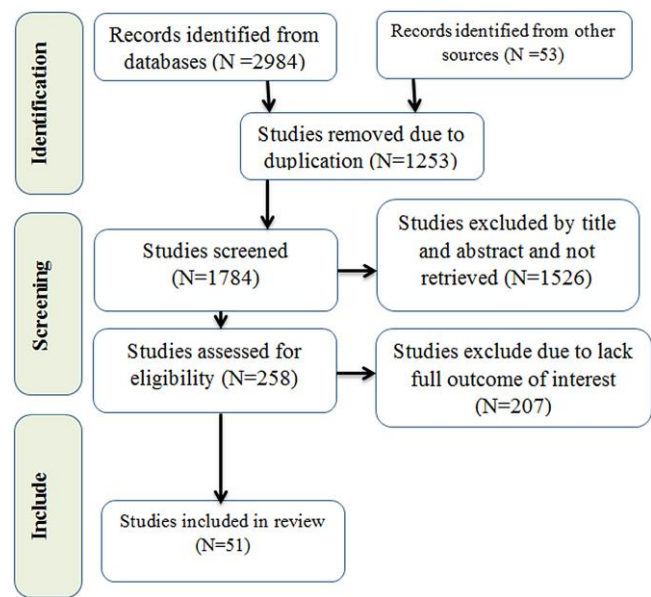 Identification
Records identified from
databases (N =2984)
Records identified from other
sources (N =53)
Studies removed due to
duplication (N=1253)
Screening
Studies screened
(N=1784)
Studies excluded by title
and abstract and not
retrieved (N=1526)
Studies assessed for
eligibility (N=258)
Studies exclude due to lack
full outcome of interest
(N=207)
Include
Studies included in review
(N=51)